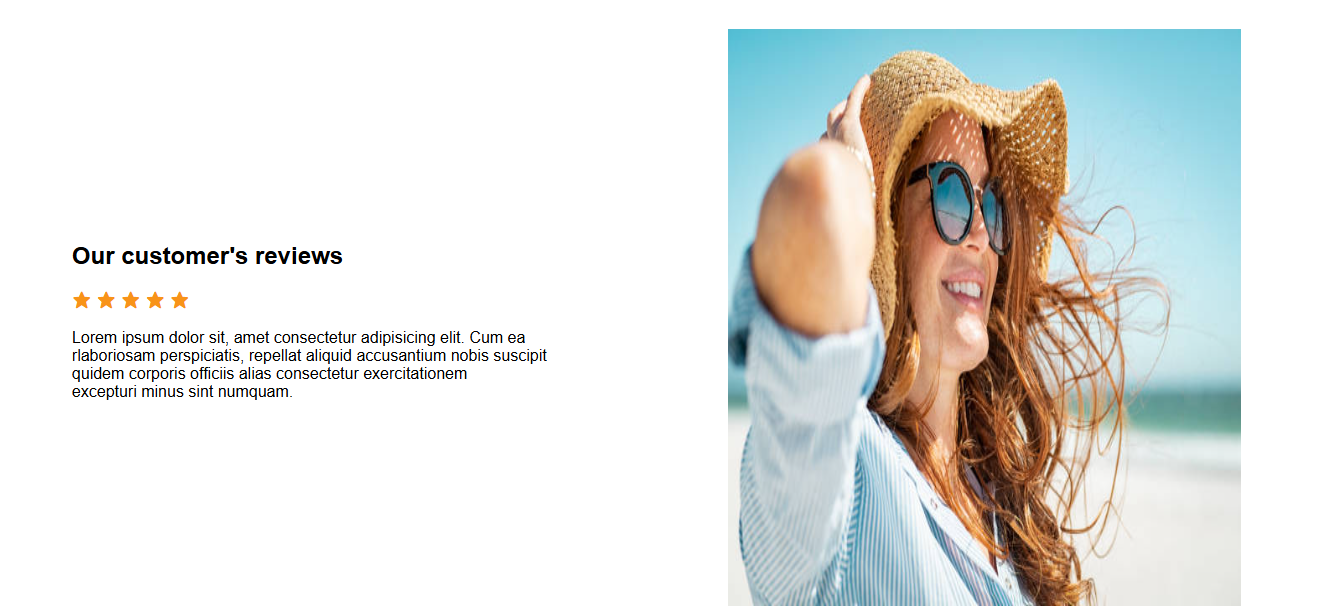 Our customer's reviews
Lorem ipsum dolor sit, amet consectetur adipisicing elit. Cum ea
rlaboriosam perspiciatis, repellat aliquid accusantium nobis suscipit
quidem corporis officiis alias consectetur exercitationem
excepturi minus sint numquam.